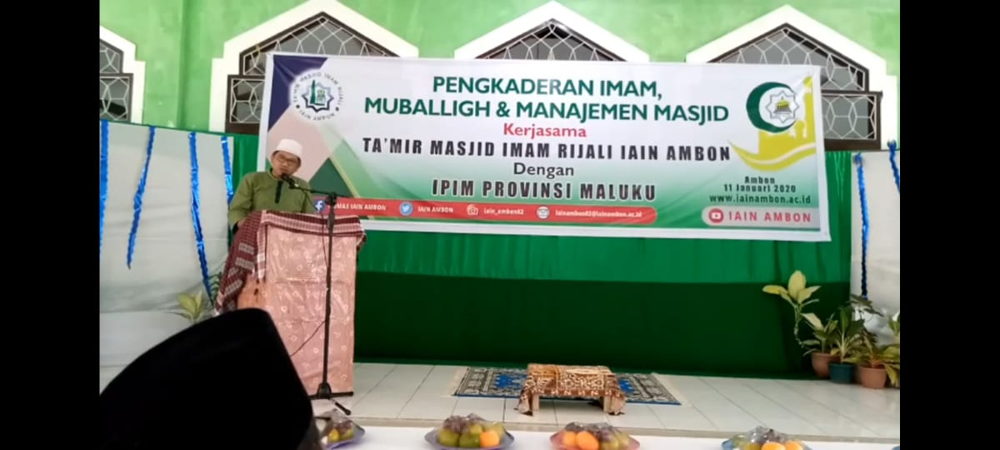 TA'MIR MASJID IMAM RIJALI
IAIN AMBON
PENGKADERAN IMAM,
MUBALLIGH & MANAJEMEN MASJID
Kerjasama
TA'MIR MASJID IMAM RIJALI IAIN AMBON
Dengan
IPIM PROVINSI MALUKU
Ambon
11 Januari 2020
www.iainambon.ac.id
IAIN AMBON
IAIN AMBON
IAIN AMBON
iain_ambon82
iainambon82@iainambon.ac.id